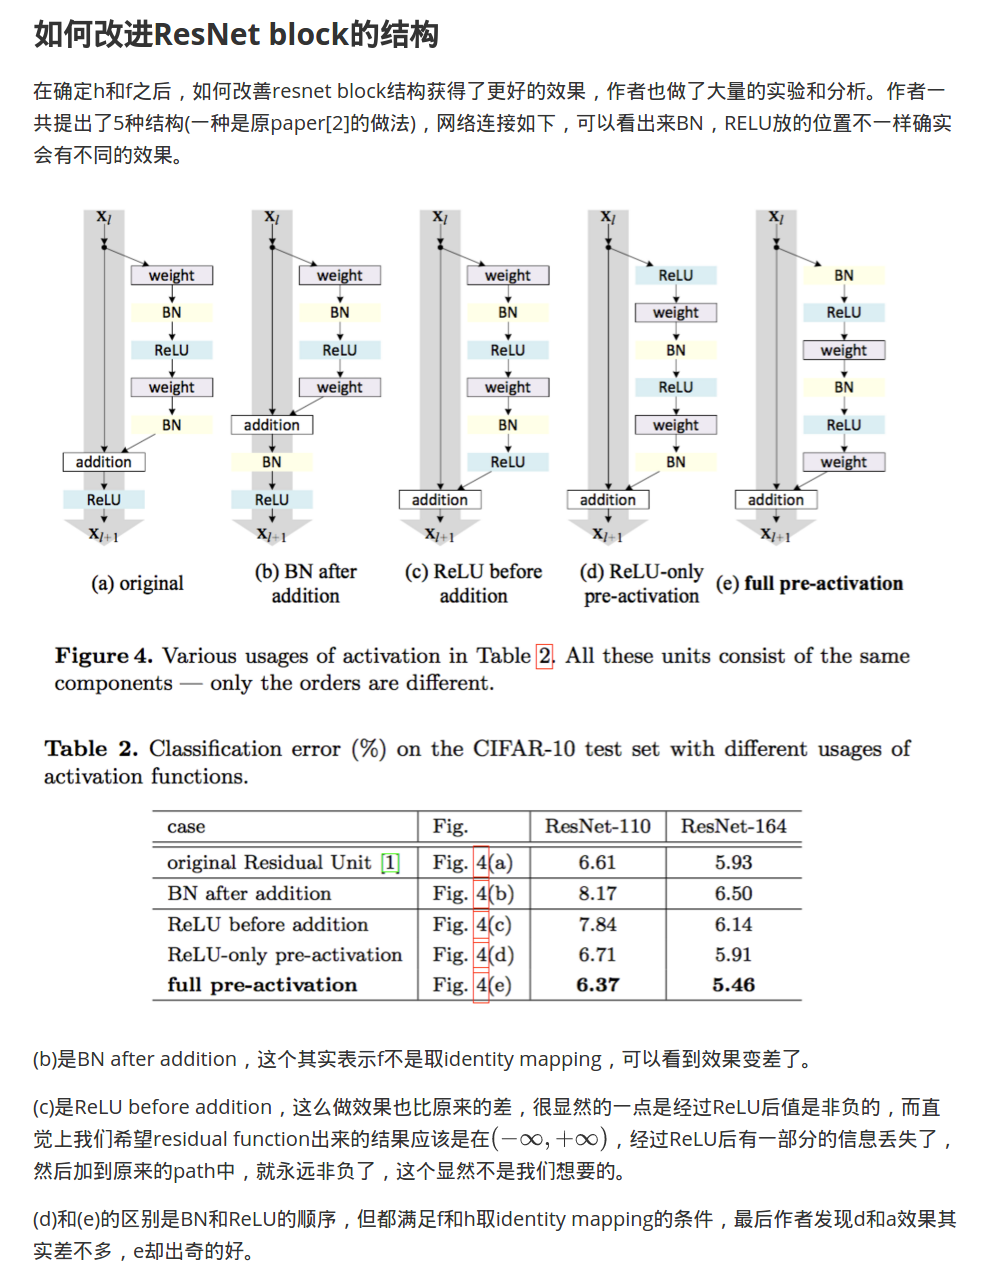 如何改进ResNet block的结构
在确定h和f之后，如何改善resnet block结构获得了更好的效果，作者也做了大量的实验和分析。作者一
共提出了5种结构(一种是原paper[2]的做法)，网络连接如下，可以看出来BN，RELU放的位置不一样确实
会有不同的效果。
x_l x_l x_l x_l x_l
weight weight weight ReLU BN
BN BN BN weight ReLU
ReLU ReLU ReLU BN weight
weight weight weight ReLU BN
BN addition BN weight ReLU
addition BN ReLU BN weight
ReLU ReLU addition addition addition
x_{l+1} x_{l+1} x_{l+1} x_{l+1} x_{l+1}
(a) original
(b) BN after
addition
(c) ReLU before
addition
(d) ReLU-only
pre-activation
(e) full pre-activation
Figure 4. Various usages of activation in Table 2. All these units consist of the same
components — only the orders are different.
Table 2. Classification error (%) on the CIFAR-10 test set with different usages of
activation functions.
case Fig. ResNet-110 ResNet-164
original Residual Unit [1] Fig. 4(a) 6.61 5.93
BN after addition Fig. 4(b) 8.17 6.50
ReLU before addition Fig. 4(c) 7.84 6.14
ReLU-only pre-activation Fig. 4(d) 6.71 5.91
full pre-activation Fig. 4(e) 6.37 5.46
(b)是BN after addition，这个其实表示f不是取identity mapping，可以看到效果变差了。
(c)是ReLU before addition，这么做效果也比原来的差，很显然的一点是经过ReLU后值是非负的，而直
觉上我们希望residual function出来的结果应该是在(−∞, +∞)，经过ReLU后有一部分的信息丢失了，
然后加到原来的path中，就永远非负了，这个显然不是我们想要的。
(d)和(e)的区别是BN和ReLU的顺序，但都满足f和h取identity mapping的条件，最后作者发现d和a效果其
实差不多，e却出奇的好。